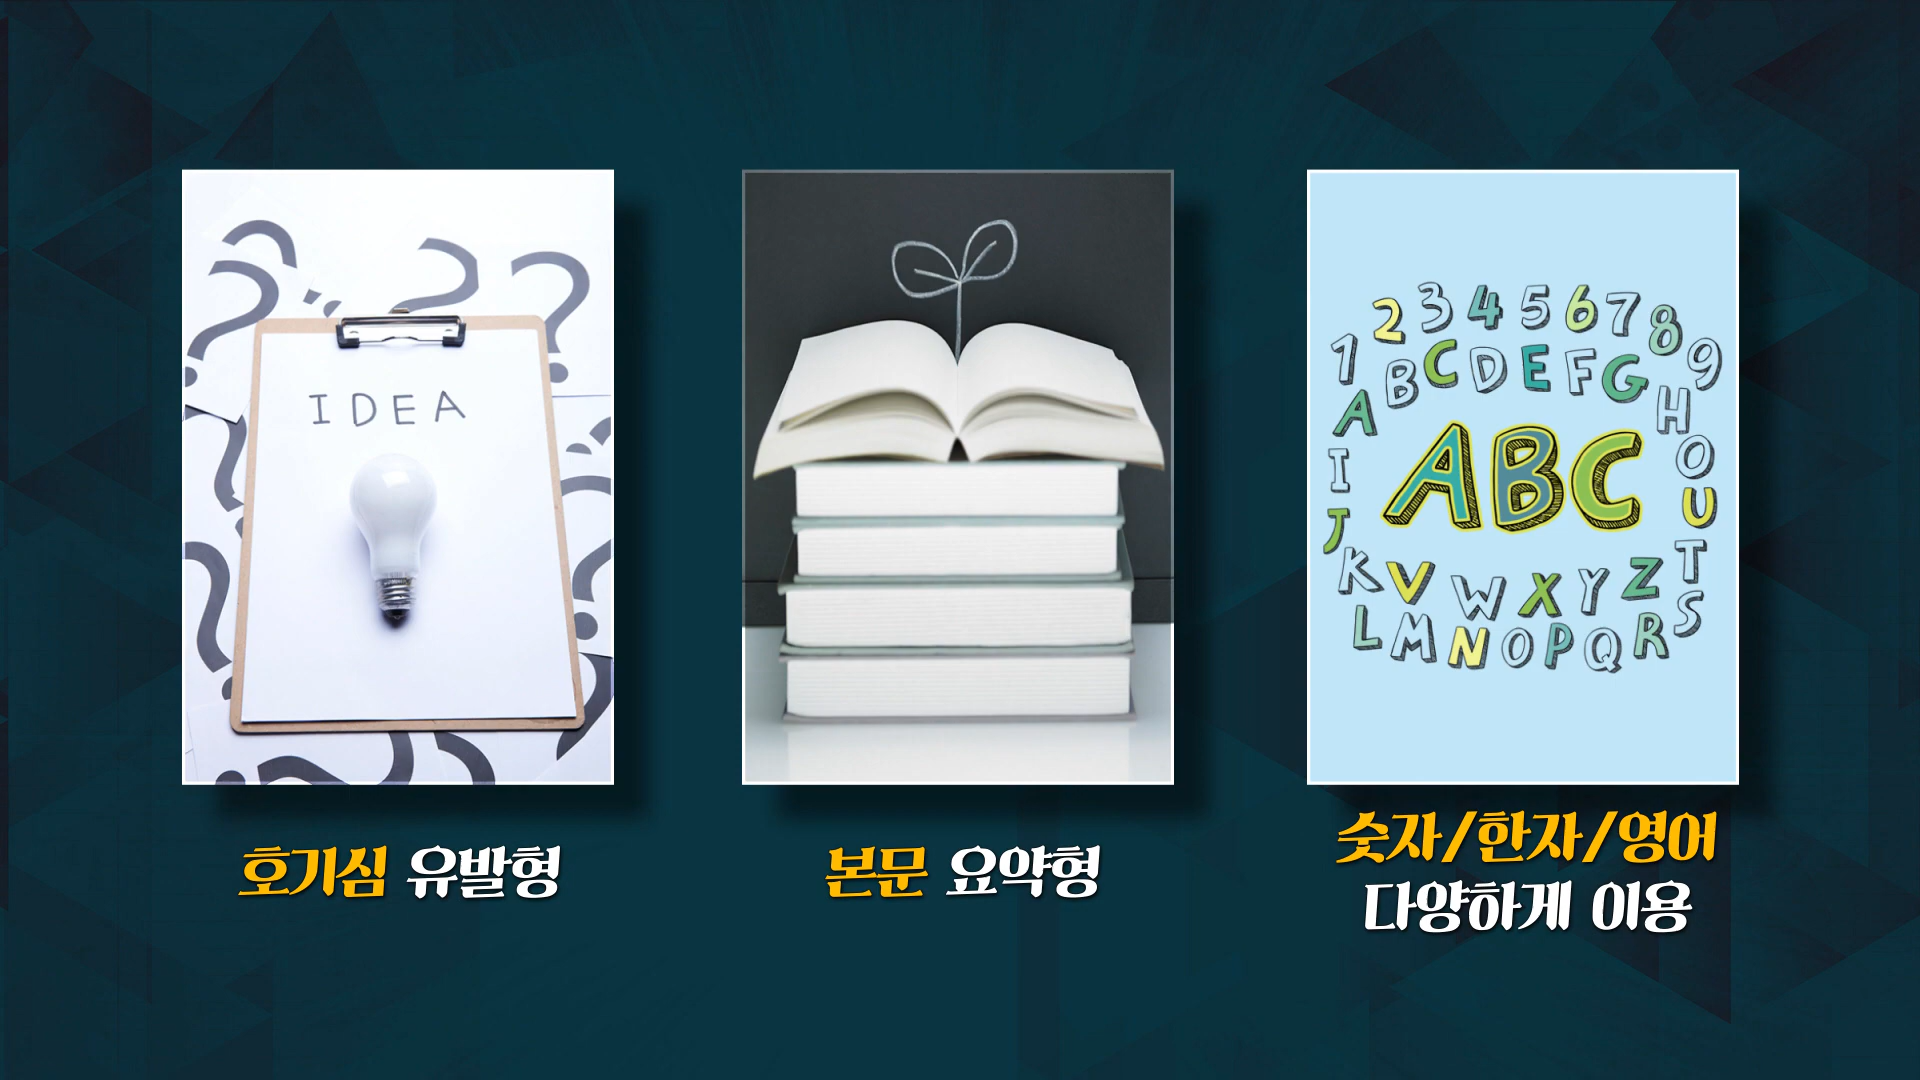 IDEA
호기심 유발형
본문 요약형
1 2 3 4 5 6 7 8 9
A B C D E F G H
ABC
I O
J U
K V W X Y Z T
L M N O P Q R S
숫자/한자/영어
다양하게 이용